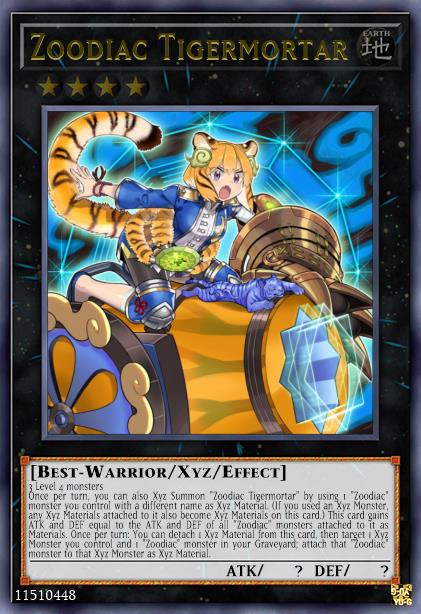 Zoodiac Tigermortar
EARTH
地
[Best-Warrior/Xyz/Effect]
3 Level 4 monsters
Once per turn, you can also Xyz Summon "Zoodiac Tigermortar" by using 1 "Zoodiac"
monster you control with a different name as Xyz Material. (If you used an Xyz Monster,
any Xyz Materials attached to it also become Xyz Materials on this card.) This card gains
ATK and DEF equal to the ATK and DEF of all "Zoodiac" monsters attached to it as
Materials. Once per turn: You can detach 1 Xyz Material from this card, then target 1 Xyz
Monster you control and 1 "Zoodiac" monster in your Graveyard; attach that "Zoodiac"
monster to that Xyz Monster as Xyz Material.
ATK/ ? DEF/ ?
11510448